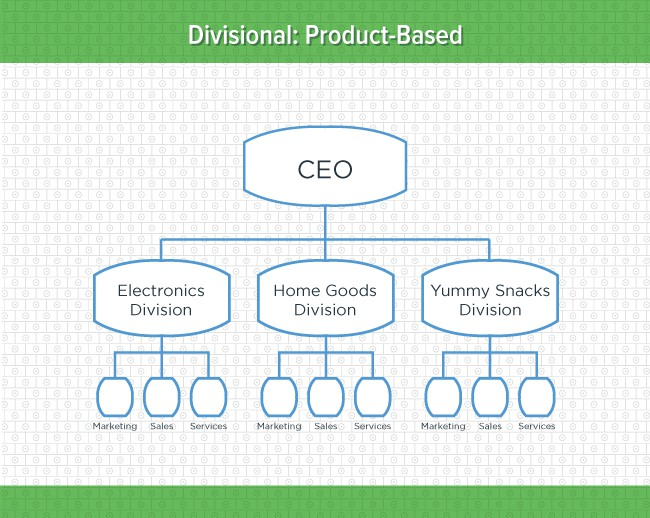 Divisional: Product-Based
CEO
Electronics
Division
Home Goods
Division
Yummy Snacks
Division
Marketing
Sales
Services
Marketing
Sales
Services
Marketing
Sales
Services